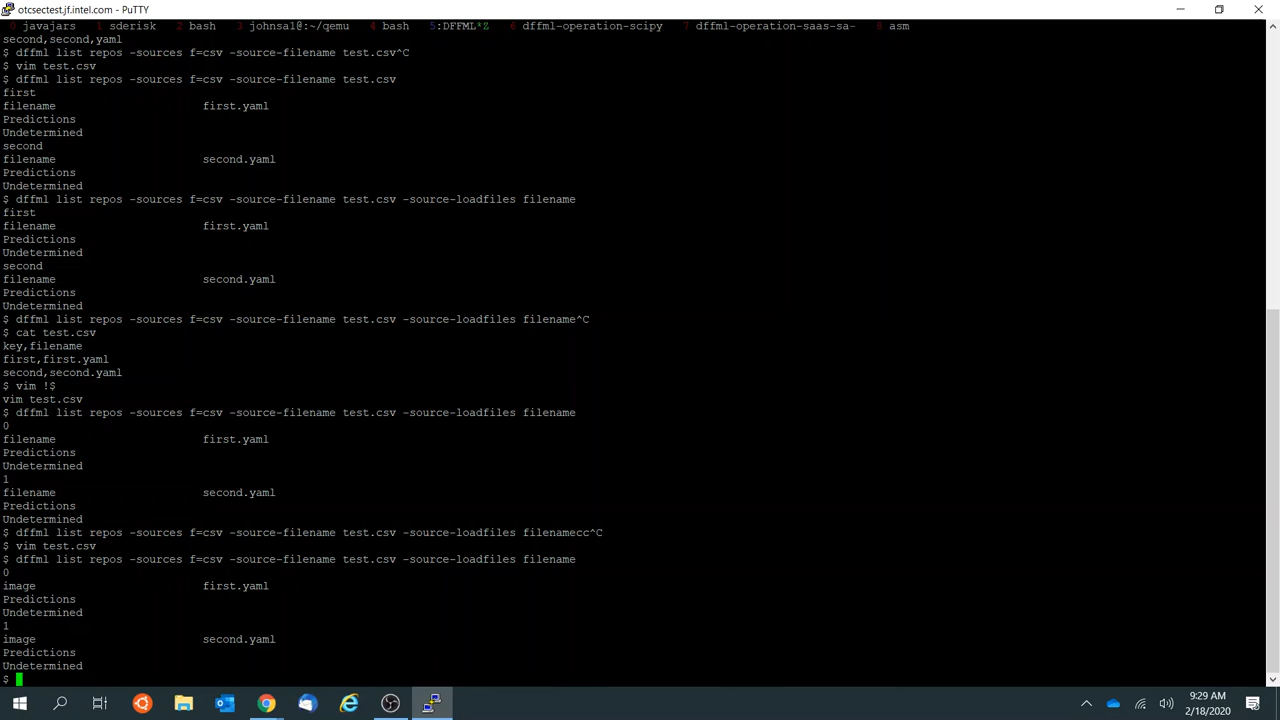 otcsectest.jf.intel.com - PuTTY
0 javajars 1 sderisk 2 bash 3 johnsa1@:~/qemu 4 bash 5:DFFML*Z 6 dffml-operation-scipy 7 dffml-operation-saas-sa- 8 asm
second,second,yaml
$ dffml list repos -sources f=csv -source-filename test.csv^C
$ vim test.csv
$ dffml list repos -sources f=csv -source-filename test.csv
first
filename first.yaml
Predictions
Undetermined
second
filename second.yaml
Predictions
Undetermined
$ dffml list repos -sources f=csv -source-filename test.csv -source-loadfiles filename
first
filename first.yaml
Predictions
Undetermined
second
filename second.yaml
Predictions
Undetermined
$ dffml list repos -sources f=csv -source-filename test.csv -source-loadfiles filename^C
$ cat test.csv
key,filename
first,first.yaml
second,second.yaml
$ vim !$
vim test.csv
$ dffml list repos -sources f=csv -source-filename test.csv -source-loadfiles filename
0
filename first.yaml
Predictions
Undetermined
1
filename second.yaml
Predictions
Undetermined
$ dffml list repos -sources f=csv -source-filename test.csv -source-loadfiles filenamecc^C
$ vim test.csv
$ dffml list repos -sources f=csv -source-filename test.csv -source-loadfiles filename
0
image first.yaml
Predictions
Undetermined
1
image second.yaml
Predictions
Undetermined
$
9:29 AM
2/18/2020